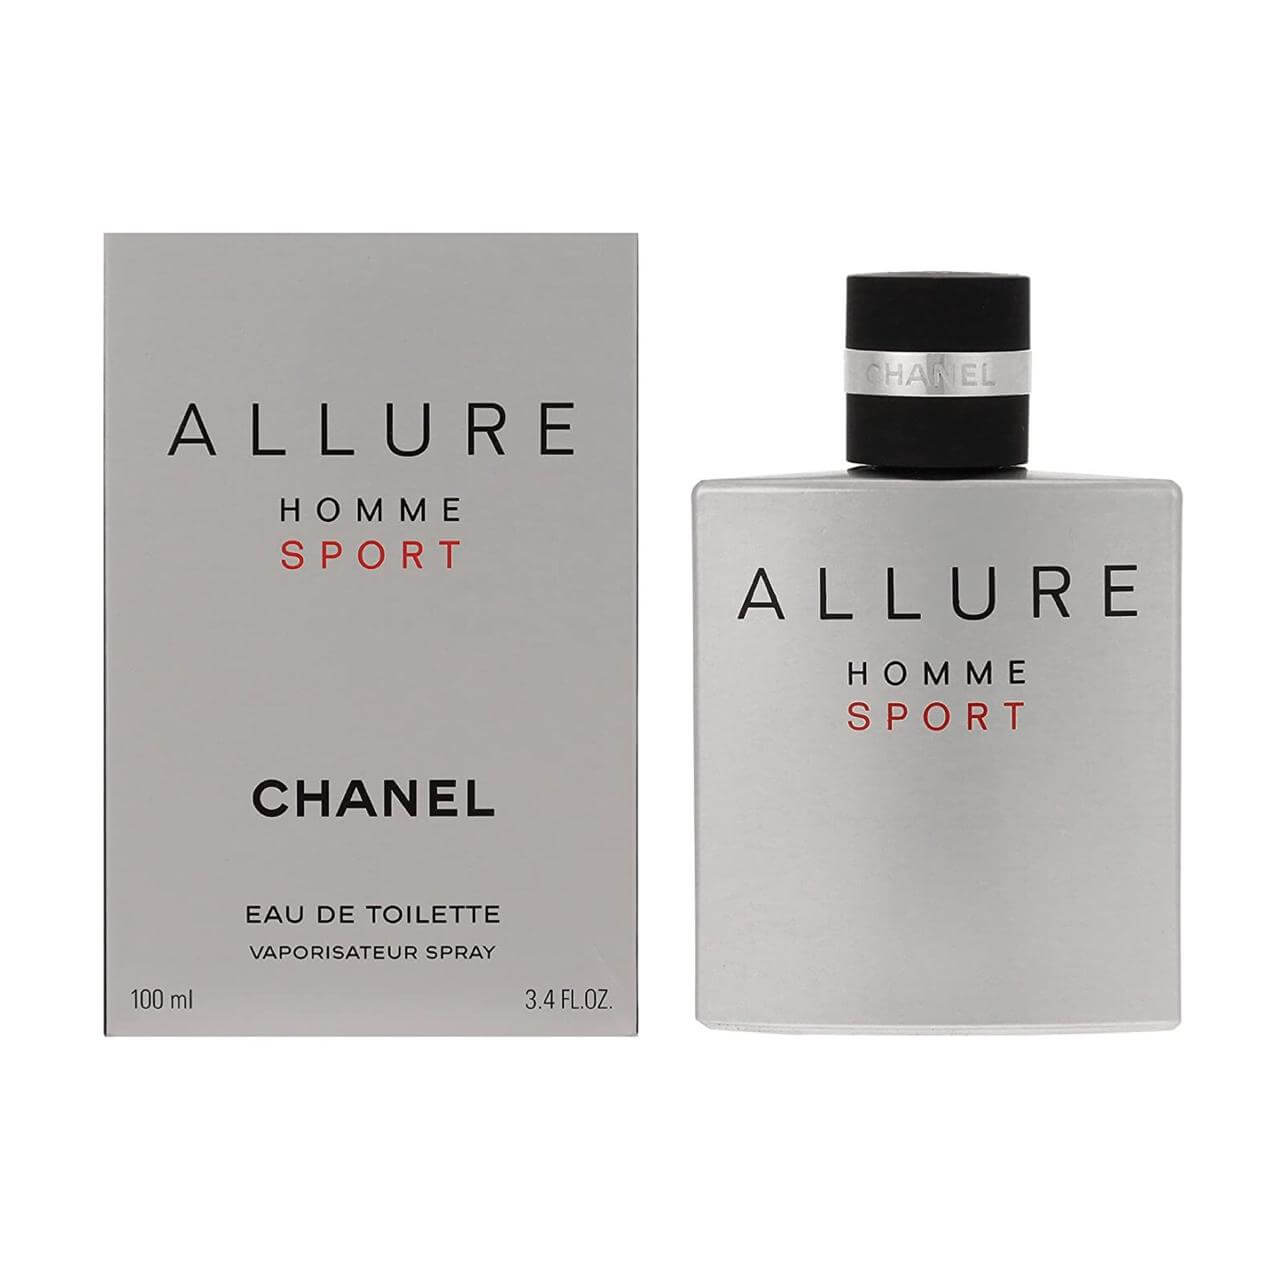 ALLURE
HOMME
SPORT
CHANEL
EAU DE TOILETTE
VAPORISATEUR SPRAY
100 ml
3.4 FL.OZ.
CHANEL
ALLURE
HOMME
SPORT